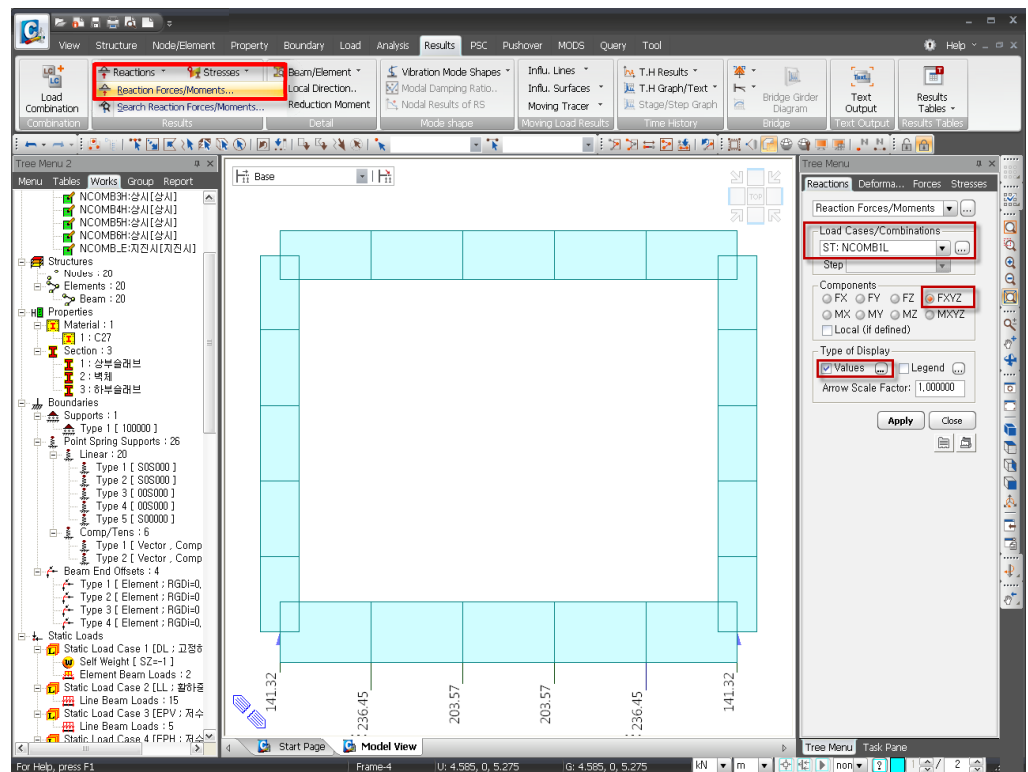 View Structure Node/Element Property Boundary Load Analysis Results PSC Pushover MODS Query Tool Help
Load Combination
Combination
Reactions Stresses
Reaction Forces/Moments...
Search Reaction Forces/Moments...
Results
Beam/Element
Local Direction..
Reduction Moment
Detail
Vibration Mode Shapes
Modal Damping Ratio..
Nodal Results of RS
Mode shape
Influ. Lines
Influ. Surfaces
Moving Tracer
Moving Load Results
T.H Results
T.H Graph/Text
Stage/Step Graph
Time History
Bridge Girder Diagram
Bridge
Text Output
Text Output
Results Tables
Results Tables
Tree Menu 2
Menu Tables Works Group Report
NCOMB3H:상시[상시]
NCOMB4H:상시[상시]
NCOMB5H:상시[상시]
NCOMB6H:상시[상시]
NCOMB_E:지진시[지진시]
Structures
Nodes : 20
Elements : 20
Beam : 20
Properties
Material : 1
1 : C27
Section : 3
1 : 상부슬래브
2 : 벽체
3 : 하부슬래브
Boundaries
Supports : 1
Type 1 [ 100000 ]
Point Spring Supports : 26
Linear : 20
Type 1 [ S0S000 ]
Type 2 [ S0S000 ]
Type 3 [ 00S000 ]
Type 4 [ 00S000 ]
Type 5 [ S00000 ]
Comp/Tens : 6
Type 1 [ Vector , Comp
Type 2 [ Vector , Comp
Beam End Offsets : 4
Type 1 [ Element ; RGDi=0,
Type 2 [ Element ; RGDi=0
Type 3 [ Element ; RGDi=0
Type 4 [ Element ; RGDi=0,
Static Loads
Static Load Case 1 [DL ; 고정하
Self Weight [ SZ=-1 ]
Element Beam Loads : 2
Static Load Case 2 [LL ; 활하중
Line Beam Loads : 15
Static Load Case 3 [EPV ; 저수
Line Beam Loads : 5
Static Load Case 4 [EPH ; 저수
Base
TOP
141.32
236.45
203.57
203.57
236.45
141.32
Start Page Model View
Tree Menu
Reactions Deforma... Forces Stresses
Reaction Forces/Moments ...
Load Cases/Combinations
ST: NCOMB1L ...
Step
Components
FX FY FZ FXYZ
MX MY MZ MXYZ
Local (if defined)
Type of Display
Values ... Legend ...
Arrow Scale Factor: 1,000000
Apply Close
Tree Menu Task Pane
For Help, press F1 Frame-4 U: 4.585, 0, 5.275 G: 4.585, 0, 5.275 kN m non 1 / 2